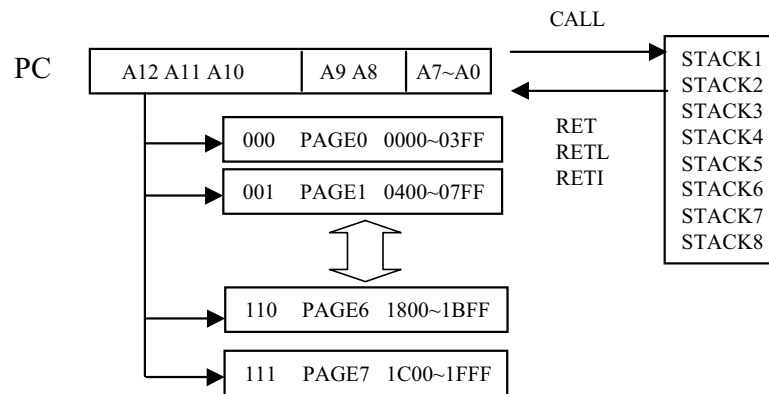 CALL
PC
A12 A11 A10 A9 A8 A7~A0
000 PAGE0 0000~03FF
001 PAGE1 0400~07FF
110 PAGE6 1800~1BFF
111 PAGE7 1C00~1FFF
RET
RETL
RETI
STACK1
STACK2
STACK3
STACK4
STACK5
STACK6
STACK7
STACK8